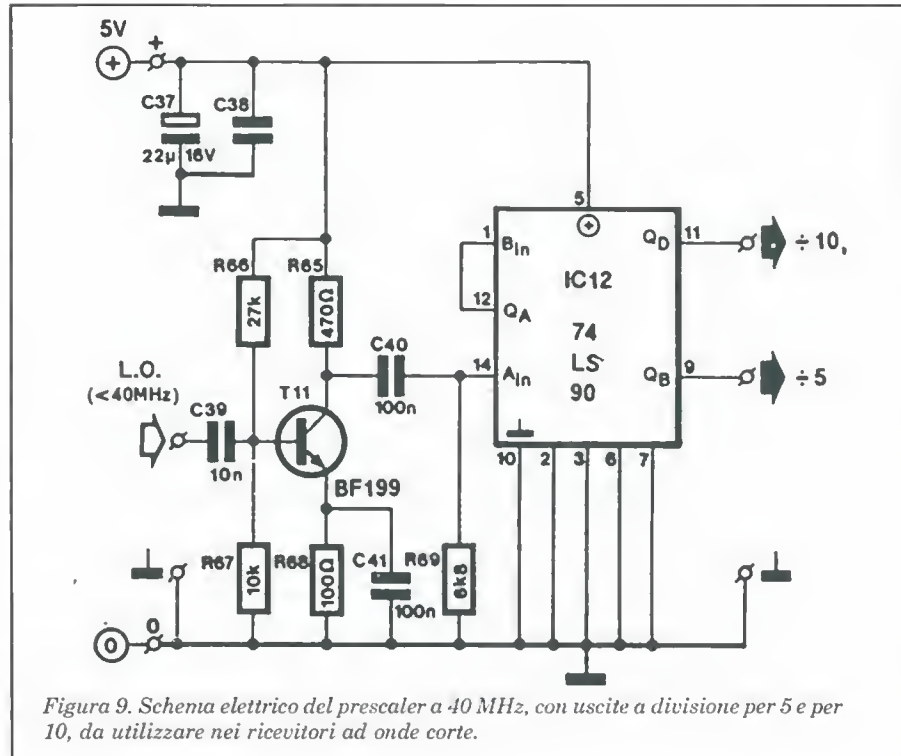 5V
+
+
C37
C38
22µ 16V
5
1
BIn
QD
11
÷10,
R66
R65
IC12
27k
470Ω
12
QA
C40
74
LS
90
14
AIn
QB
9
÷5
L.O.
(<40MHz)
T11
C39
100n
10n
10
2
3
6
7
BF199
R67
R68
C41
R69
10k
100Ω
100n
6k8
0
0
Figura 9. Schema elettrico del prescaler a 40 MHz, con uscite a divisione per 5 e per
10, da utilizzare nei ricevitori ad onde corte.